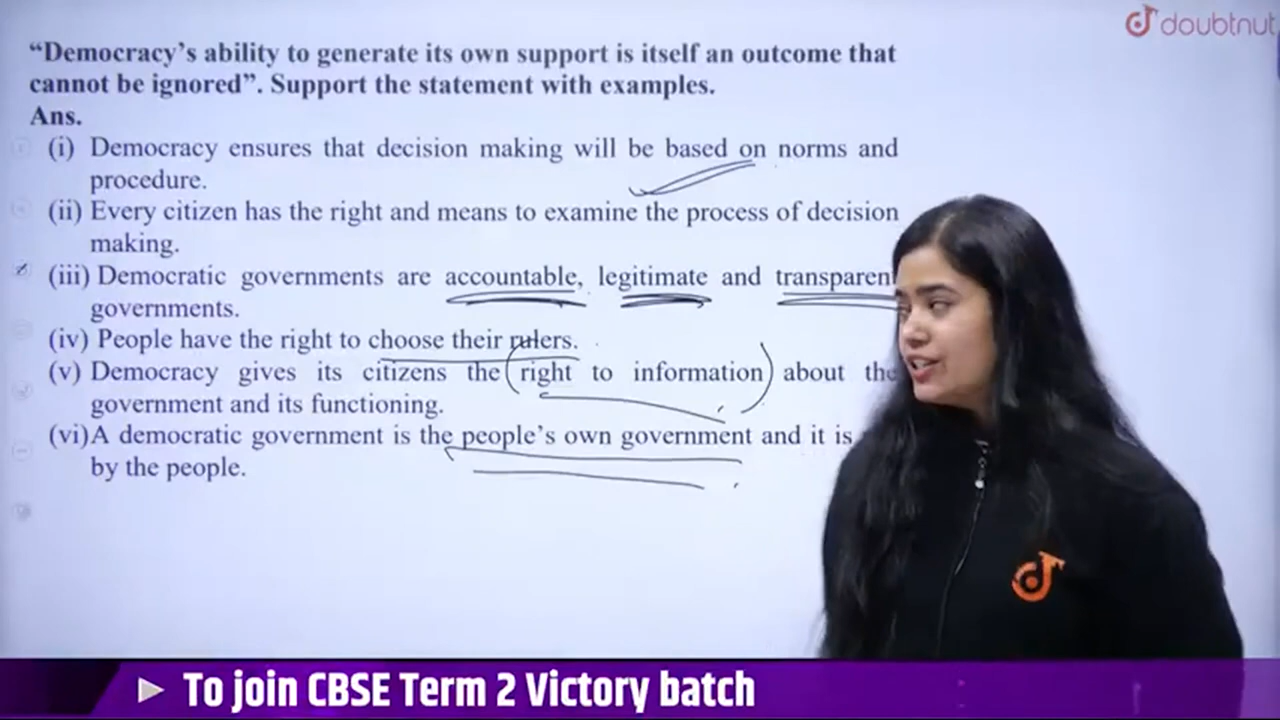 doubtnut
“Democracy’s ability to generate its own support is itself an outcome that
cannot be ignored”. Support the statement with examples.
Ans.
(i) Democracy ensures that decision making will be based on norms and
procedure.
(ii) Every citizen has the right and means to examine the process of decision
making.
(iii) Democratic governments are accountable, legitimate and transparen
governments.
(iv) People have the right to choose their rulers.
(v) Democracy gives its citizens the right to information about the
government and its functioning.
(vi)A democratic government is the people’s own government and it is
by the people.
To join CBSE Term 2 Victory batch